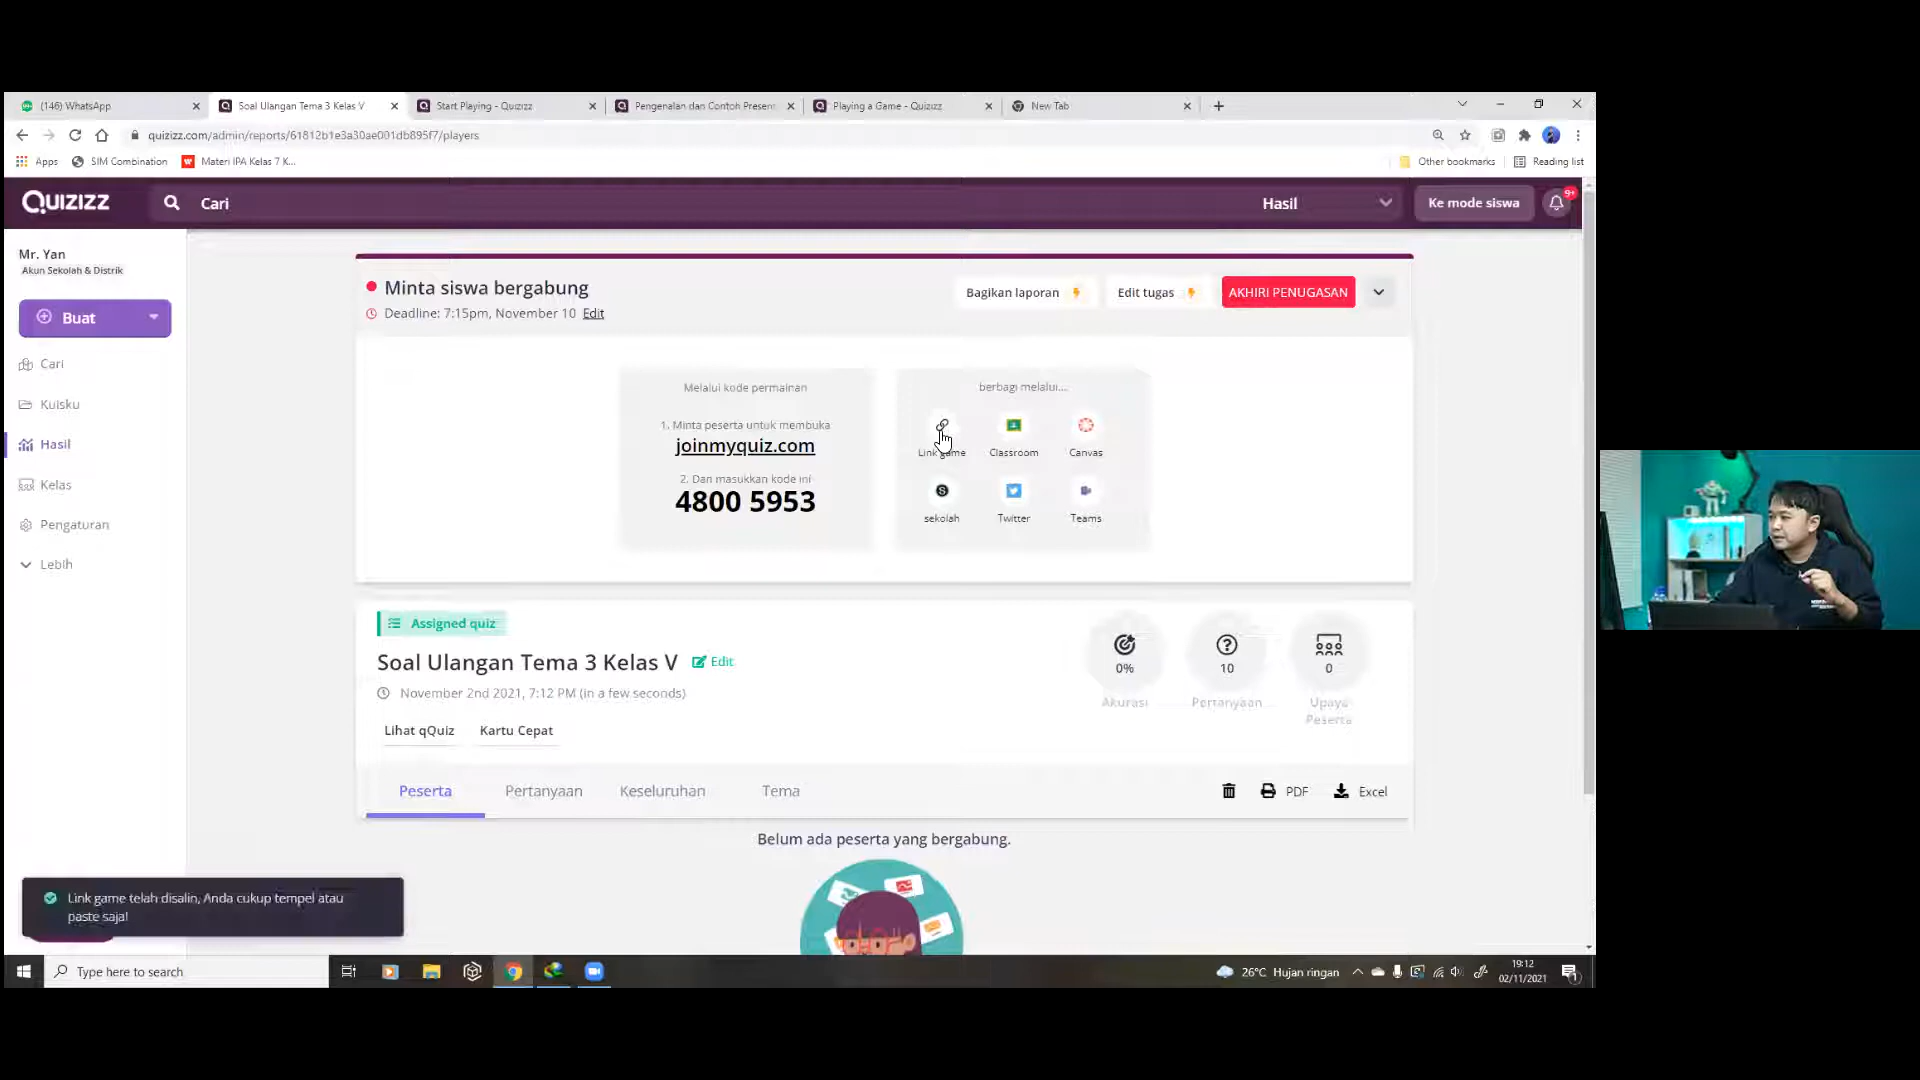 (146) WhatsApp
Soal Ulangan Tema 3 Kelas V
Start Playing - Quizizz
Pengenalan dan Contoh Present
Playing a Game - Quizizz
New Tab
quizizz.com/admin/reports/61812b1e3a30ae001db895f7/players
Apps
SIM Combination
Materi IPA Kelas 7 K...
Other bookmarks
Reading list
QUIZIZZ
Cari
Hasil
Ke mode siswa
9+
Mr. Yan
Akun Sekolah & Distrik
Buat
Cari
Kuisku
Hasil
Kelas
Pengaturan
Lebih
Minta siswa bergabung
Deadline: 7:15pm, November 10 Edit
Bagikan laporan
Edit tugas
AKHIRI PENUGASAN
Melalui kode permainan
1. Minta peserta untuk membuka
joinmyquiz.com
2. Dan masukkan kode ini
4800 5953
berbagi melalui...
Link game
Classroom
Canvas
sekolah
Twitter
Teams
Assigned quiz
Soal Ulangan Tema 3 Kelas V
Edit
November 2nd 2021, 7:12 PM (in a few seconds)
Lihat qQuiz
Kartu Cepat
0%
Akurasi
10
Pertanyaan
0
Upaya
Peserta
Peserta
Pertanyaan
Keseluruhan
Tema
PDF
Excel
Belum ada peserta yang bergabung.
Link game telah disalin, Anda cukup tempel atau
paste saja!
Type here to search
26°C Hujan ringan
19:12
02/11/2021